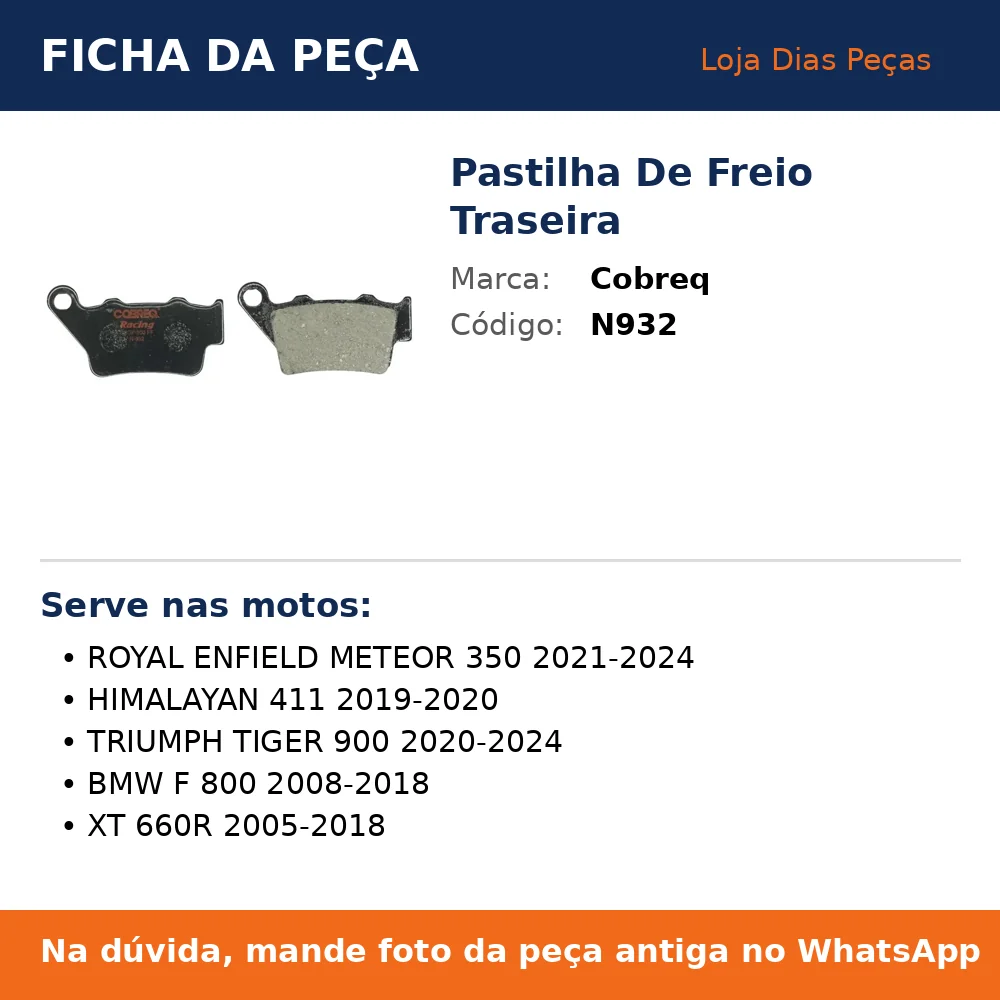 FICHA DA PEÇA
Loja Dias Peças
Pastilha De Freio
Traseira
Marca: Cobreq
Código: N932
COBREQ
Racing
Serve nas motos:
• ROYAL ENFIELD METEOR 350 2021-2024
• HIMALAYAN 411 2019-2020
• TRIUMPH TIGER 900 2020-2024
• BMW F 800 2008-2018
• XT 660R 2005-2018
Na dúvida, mande foto da peça antiga no WhatsApp